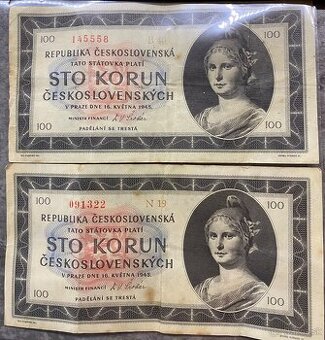 100 145558 100
REPUBLIKA ČESKOSLOVENSKÁ
TATO STÁTOVKA PLATÍ
STO KORUN
ČESKOSLOVENSKÝCH
V PRAZE DNE 16. KVĚTNA 1945.
MINISTR FINANCÍ
100 PADĚLÁNÍ SE TRESTÁ 100
100 091322 N 19 100
REPUBLIKA ČESKOSLOVENSKÁ
TATO STÁTOVKA PLATÍ
STO KORUN
ČESKOSLOVENSKÝCH
V PRAZE DNE 16. KVĚTNA 1945.
MINISTR FINANCÍ
100 PADĚLÁNÍ SE TRESTÁ 100